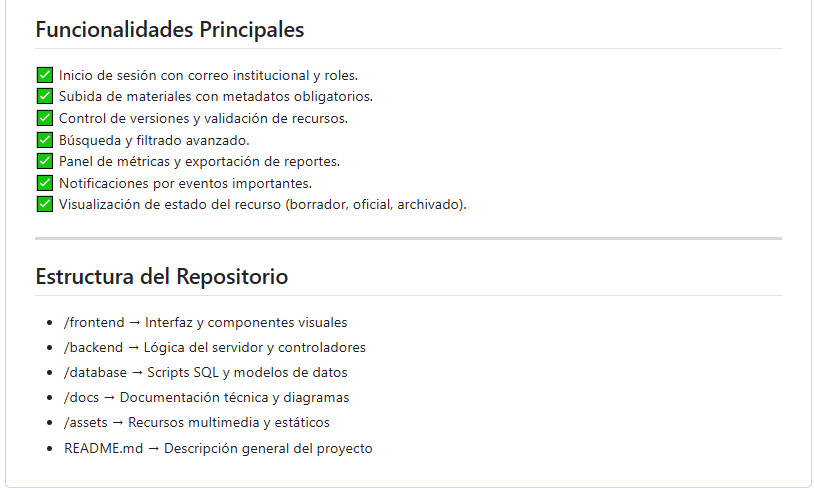 Funcionalidades Principales
✅ Inicio de sesión con correo institucional y roles.
✅ Subida de materiales con metadatos obligatorios.
✅ Control de versiones y validación de recursos.
✅ Búsqueda y filtrado avanzado.
✅ Panel de métricas y exportación de reportes.
✅ Notificaciones por eventos importantes.
✅ Visualización de estado del recurso (borrador, oficial, archivado).
Estructura del Repositorio
• /frontend → Interfaz y componentes visuales
• /backend → Lógica del servidor y controladores
• /database → Scripts SQL y modelos de datos
• /docs → Documentación técnica y diagramas
• /assets → Recursos multimedia y estáticos
• README.md → Descripción general del proyecto